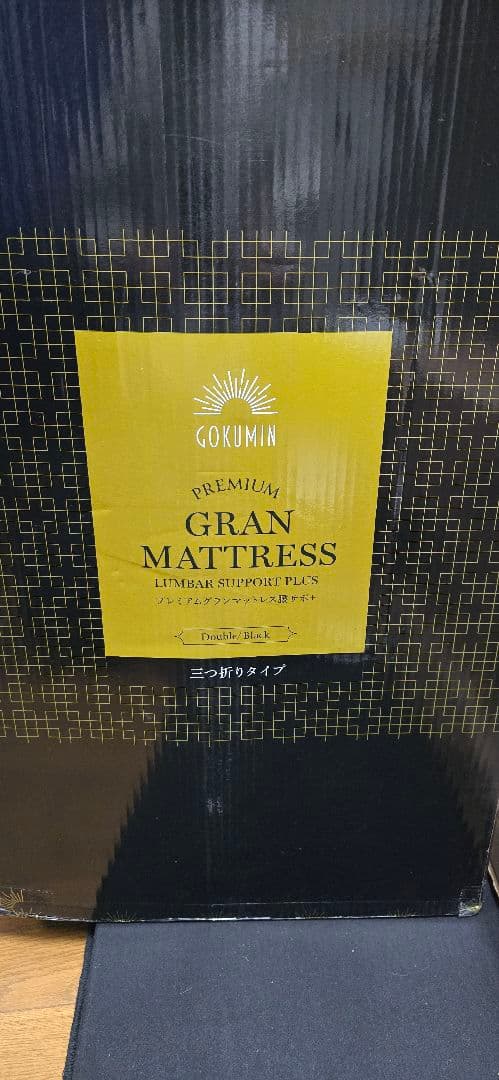 GOKUMIN
PREMIUM
GRAN
MATTRESS
LUMBAR SUPPORT PLUS
プレミアムグランマットレス腰サポ+
Double/Black
三つ折りタイプ